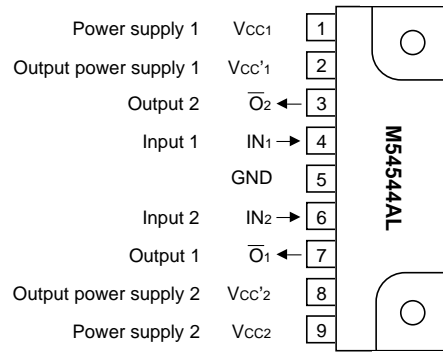 Power supply 1 Vcc1 1
Output power supply 1 Vcc'1 2
Output 2 O̅2 3
Input 1 IN1 4
GND 5
Input 2 IN2 6
Output 1 O̅1 7
Output power supply 2 Vcc'2 8
Power supply 2 Vcc2 9
M54544AL